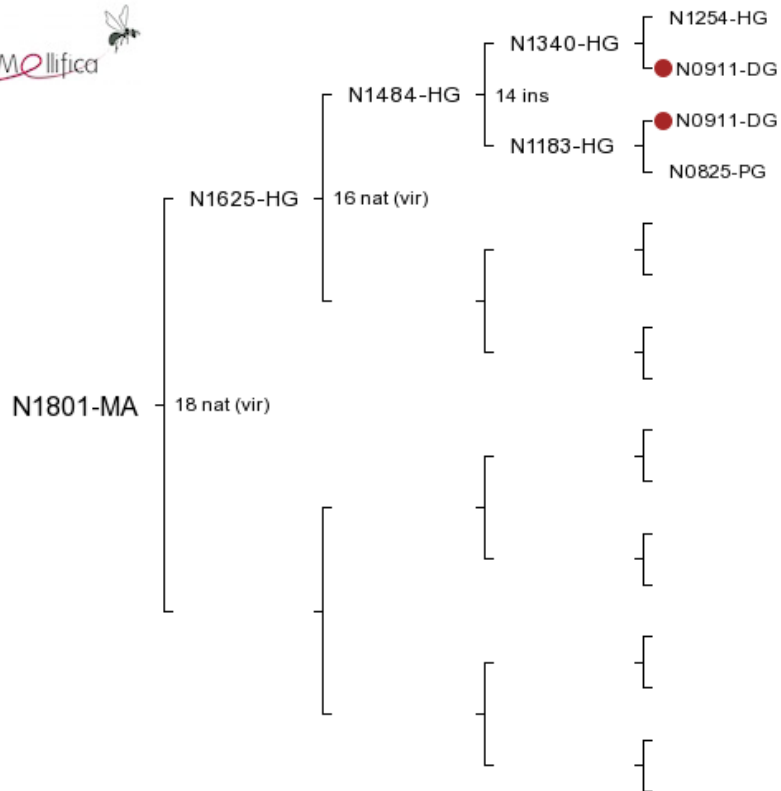 Mellifica
N1254-HG
N1340-HG
N0911-DG
N1484-HG
14 ins
N0911-DG
N1183-HG
N0825-PG
N1625-HG
16 nat (vir)
N1801-MA
18 nat (vir)